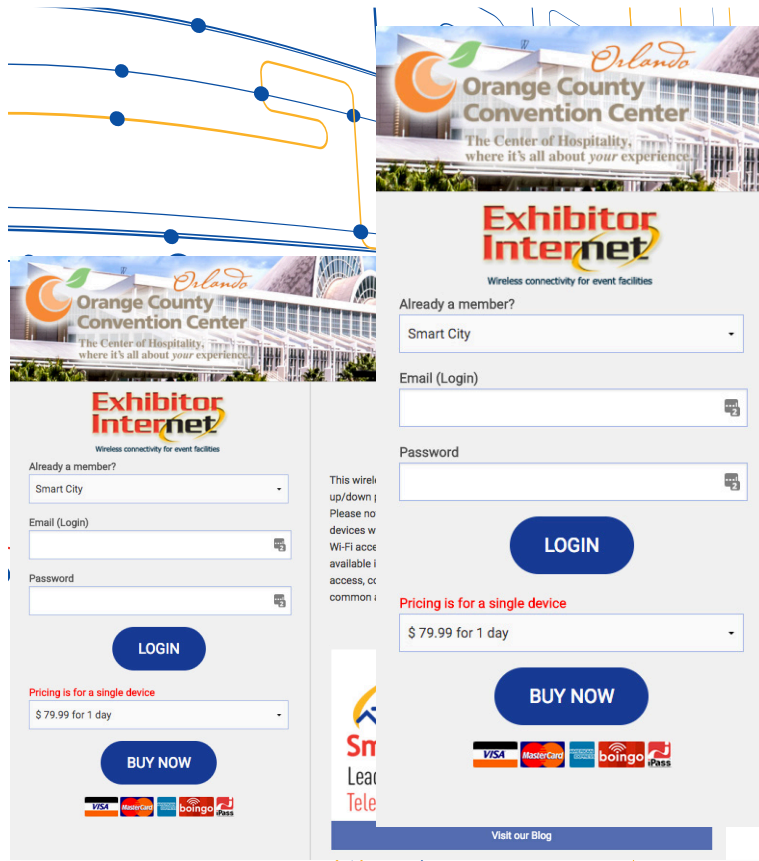 Orlando
Orange County
Convention Center
The Center of Hospitality,
where it's all about your experience.
Exhibitor
Internet
Wireless connectivity for event facilities
Already a member?
Smart City
Email (Login)
Password
LOGIN
Pricing is for a single device
$ 79.99 for 1 day
BUY NOW
VISA
MasterCard
boingo
iPass
This wirel
up/down p
Please no
devices w
Wi-Fi acce
available i
access, co
common a
Sm
Lead
Tele
Visit our Blog
Orlando
Orange County
Convention Center
The Center of Hospitality,
where it's all about your experience.
Exhibitor
Internet
Wireless connectivity for event facilities
Already a member?
Smart City
Email (Login)
Password
LOGIN
Pricing is for a single device
$ 79.99 for 1 day
BUY NOW
VISA MasterCard AMERICAN EXPRESS boingo iPass